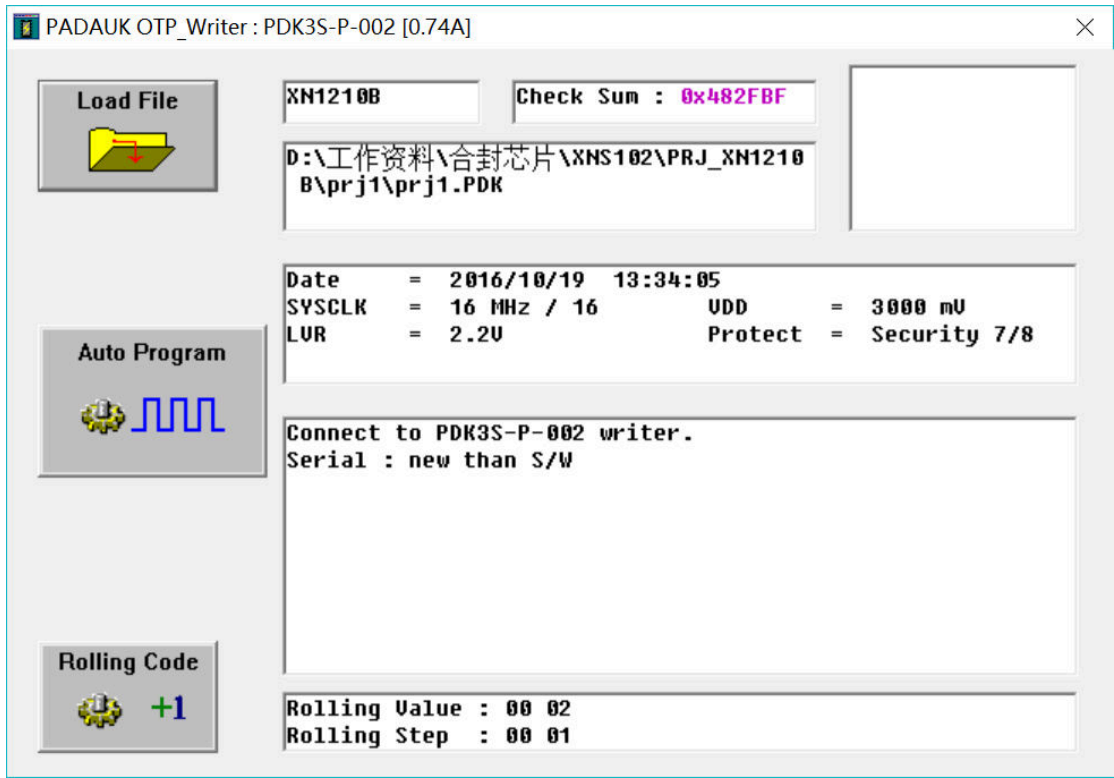 PADAUK OTP_Writer : PDK3S-P-002 [0.74A]
Load File
XN1210B
Check Sum : 0x482FBF
D:\工作资料\合封芯片\XNS102\PRJ_XN1210
B\prj1\prj1.PDK
Date = 2016/10/19 13:34:05
SYSCLK = 16 MHz / 16 VDD = 3000 mV
LVR = 2.2V Protect = Security 7/8
Auto Program
Connect to PDK3S-P-002 writer.
Serial : new than S/W
Rolling Code
+1
Rolling Value : 00 02
Rolling Step : 00 01